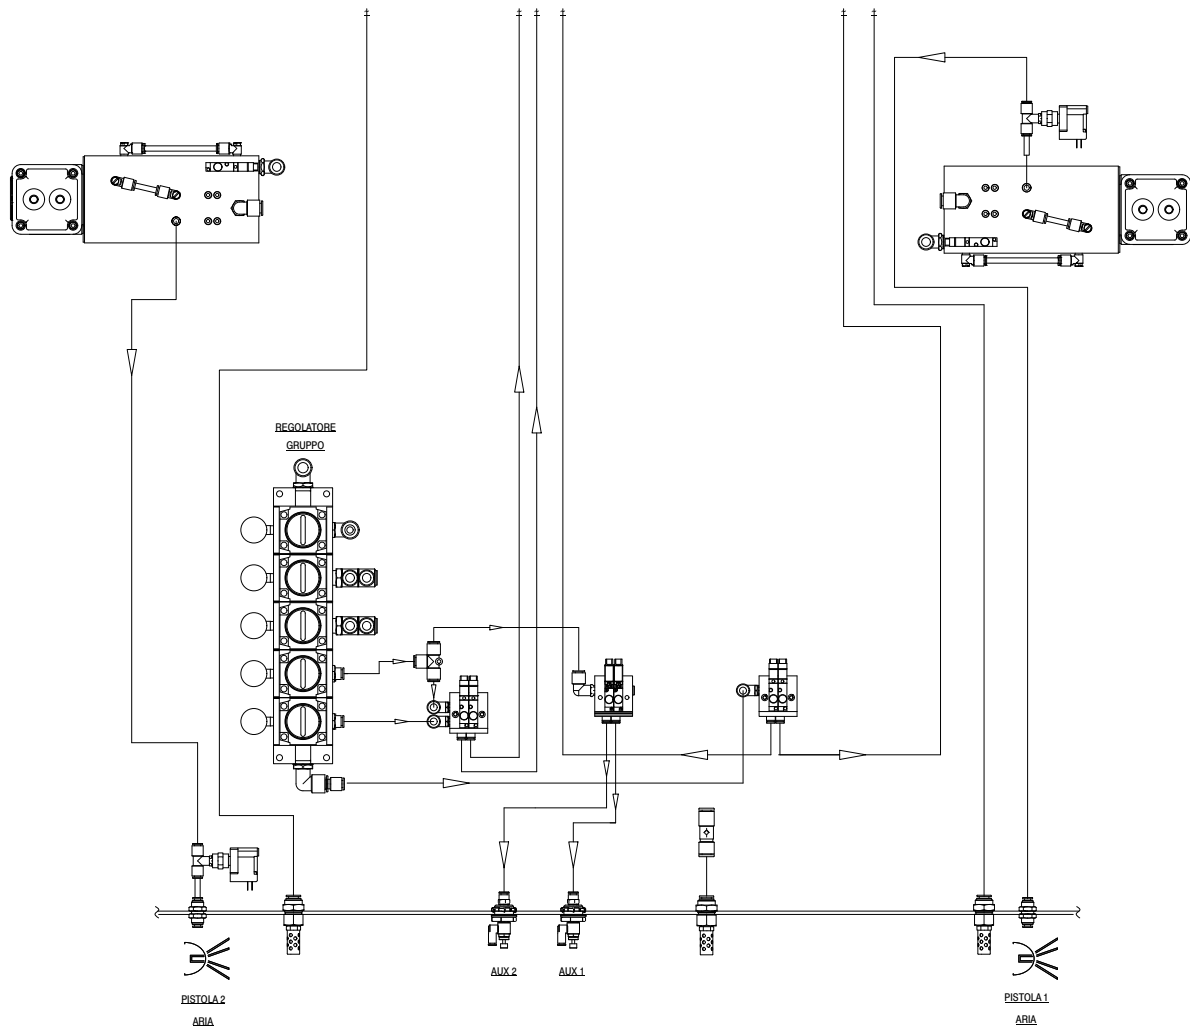 REGOLATORE
GRUPPO
AUX 2
AUX 1
PISTOLA 2
ARIA
PISTOLA 1
ARIA